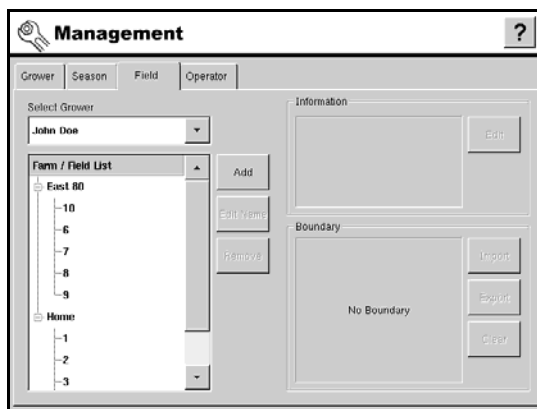 Management
?
Grower Season Field Operator
Select Grower
John Doe
Farm / Field List
East 80
10
6
7
8
9
Home
1
2
3
Add
Edit Name
Remove
Information
Edit
Boundary
No Boundary
Import
Export
Clear